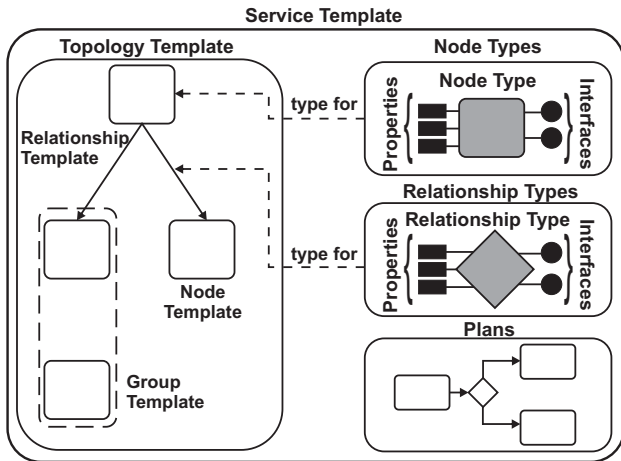 Service Template
Topology Template
Relationship
Template
Node
Template
Group
Template
type for
type for
Node Types
Node Type
Properties
Interfaces
Relationship Types
Relationship Type
Properties
Interfaces
Plans